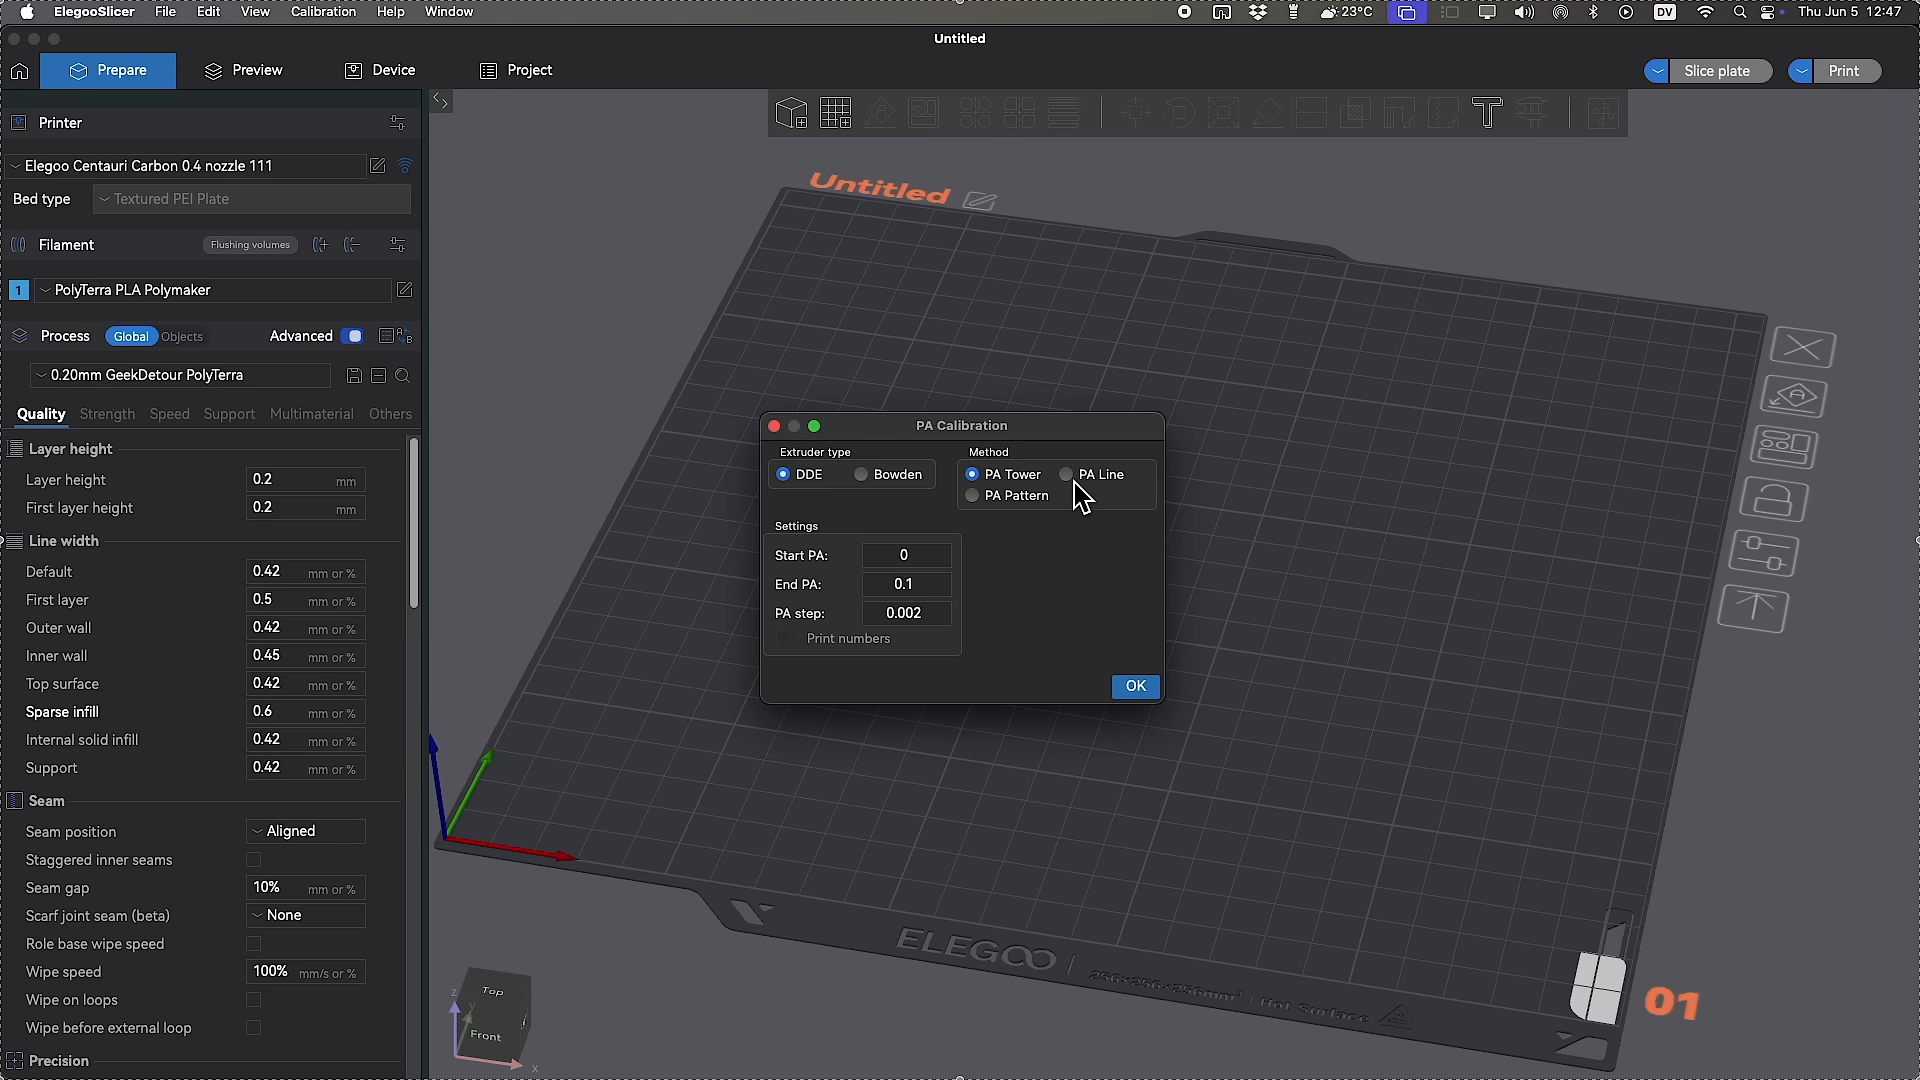 ElegooSlicer File Edit View Calibration Help Window 23°C DV Thu Jun 5 12:47
Untitled
Prepare Preview Device Project Slice plate Print
Printer
Elegoo Centauri Carbon 0.4 nozzle 111
Bed type Textured PEI Plate
Filament Flushing volumes
1 PolyTerra PLA Polymaker
Process Global Objects Advanced
0.20mm GeekDetour PolyTerra
Quality Strength Speed Support Multimaterial Others
Layer height
Layer height 0.2 mm
First layer height 0.2 mm
Line width
Default 0.42 mm or %
First layer 0.5 mm or %
Outer wall 0.42 mm or %
Inner wall 0.45 mm or %
Top surface 0.42 mm or %
Sparse infill 0.6 mm or %
Internal solid infill 0.42 mm or %
Support 0.42 mm or %
Seam
Seam position Aligned
Staggered inner seams
Seam gap 10% mm or %
Scarf joint seam (beta) None
Role base wipe speed
Wipe speed 100% mm/s or %
Wipe on loops
Wipe before external loop
Precision
Untitled
PA Calibration
Extruder type Method
DDE Bowden PA Tower PA Line
PA Pattern
Settings
Start PA: 0
End PA: 0.1
PA step: 0.002
Print numbers
OK
ELEGOO 256×256×256mm³ Hot Surface
01
Top
Front
z
y
x